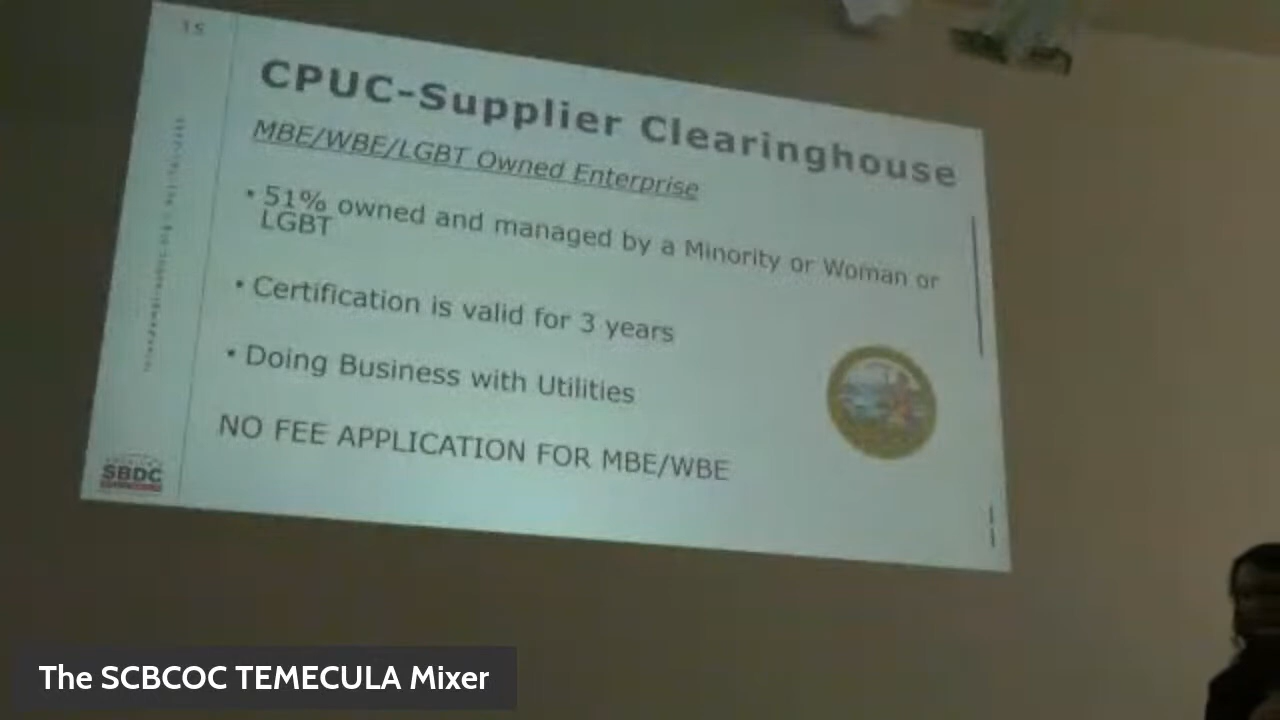 15
CPUC-Supplier Clearinghouse
MBE/WBE/LGBT Owned Enterprise
• 51% owned and managed by a Minority or Woman or
LGBT
• Certification is valid for 3 years
• Doing Business with Utilities
NO FEE APPLICATION FOR MBE/WBE
SBDC
The SCBCOC TEMECULA Mixer